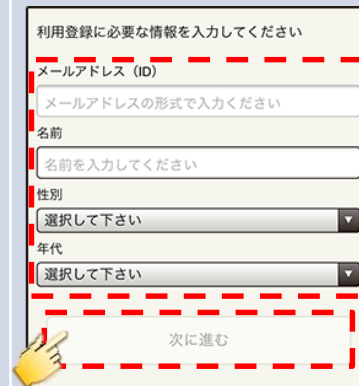 利用登録に必要な情報を入力してください
メールアドレス（ID）
メールアドレスの形式で入力ください
名前
名前を入力してください
性別
選択して下さい
年代
選択して下さい
次に進む